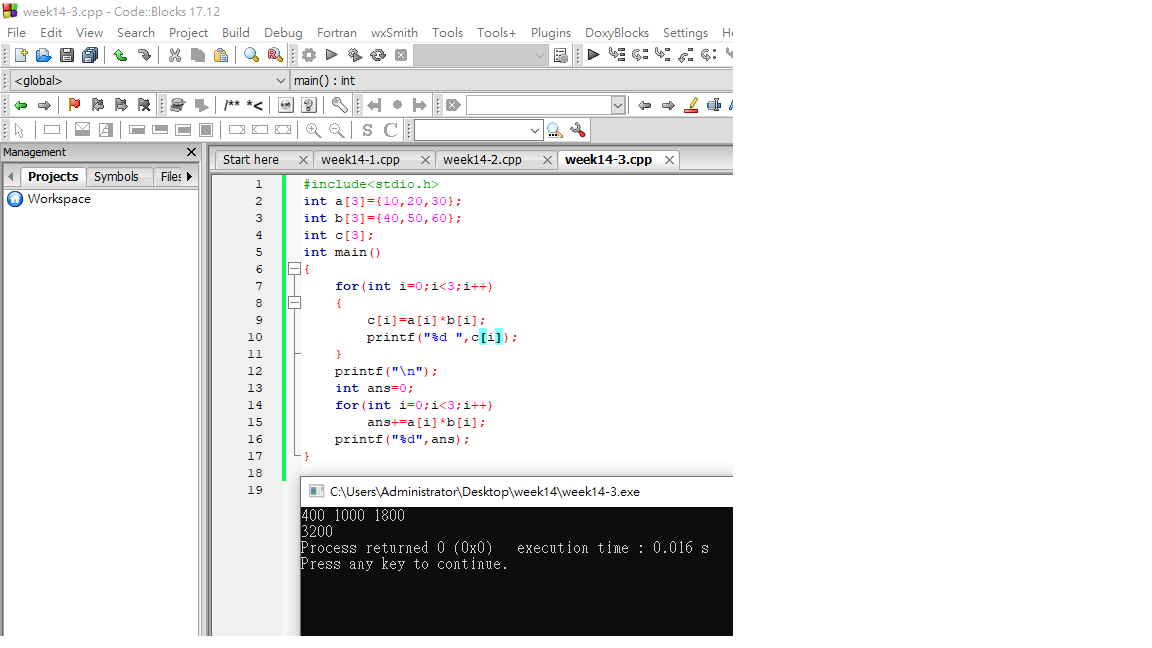 week14-3.cpp - Code::Blocks 17.12
File Edit View Search Project Build Debug Fortran wxSmith Tools Tools+ Plugins DoxyBlocks Settings
<global> main() : int
/** *<
S C
Management
Start here week14-1.cpp week14-2.cpp week14-3.cpp
Projects Symbols Files
Workspace
1 #include<stdio.h>
2 int a[3]={10,20,30};
3 int b[3]={40,50,60};
4 int c[3];
5 int main()
6 {
7 for(int i=0;i<3;i++)
8 {
9 c[i]=a[i]*b[i];
10 printf("%d ",c[i]);
11 }
12 printf("\n");
13 int ans=0;
14 for(int i=0;i<3;i++)
15 ans+=a[i]*b[i];
16 printf("%d",ans);
17 }
18
19
C:\Users\Administrator\Desktop\week14\week14-3.exe
400 1000 1800
3200
Process returned 0 (0x0) execution time : 0.016 s
Press any key to continue.